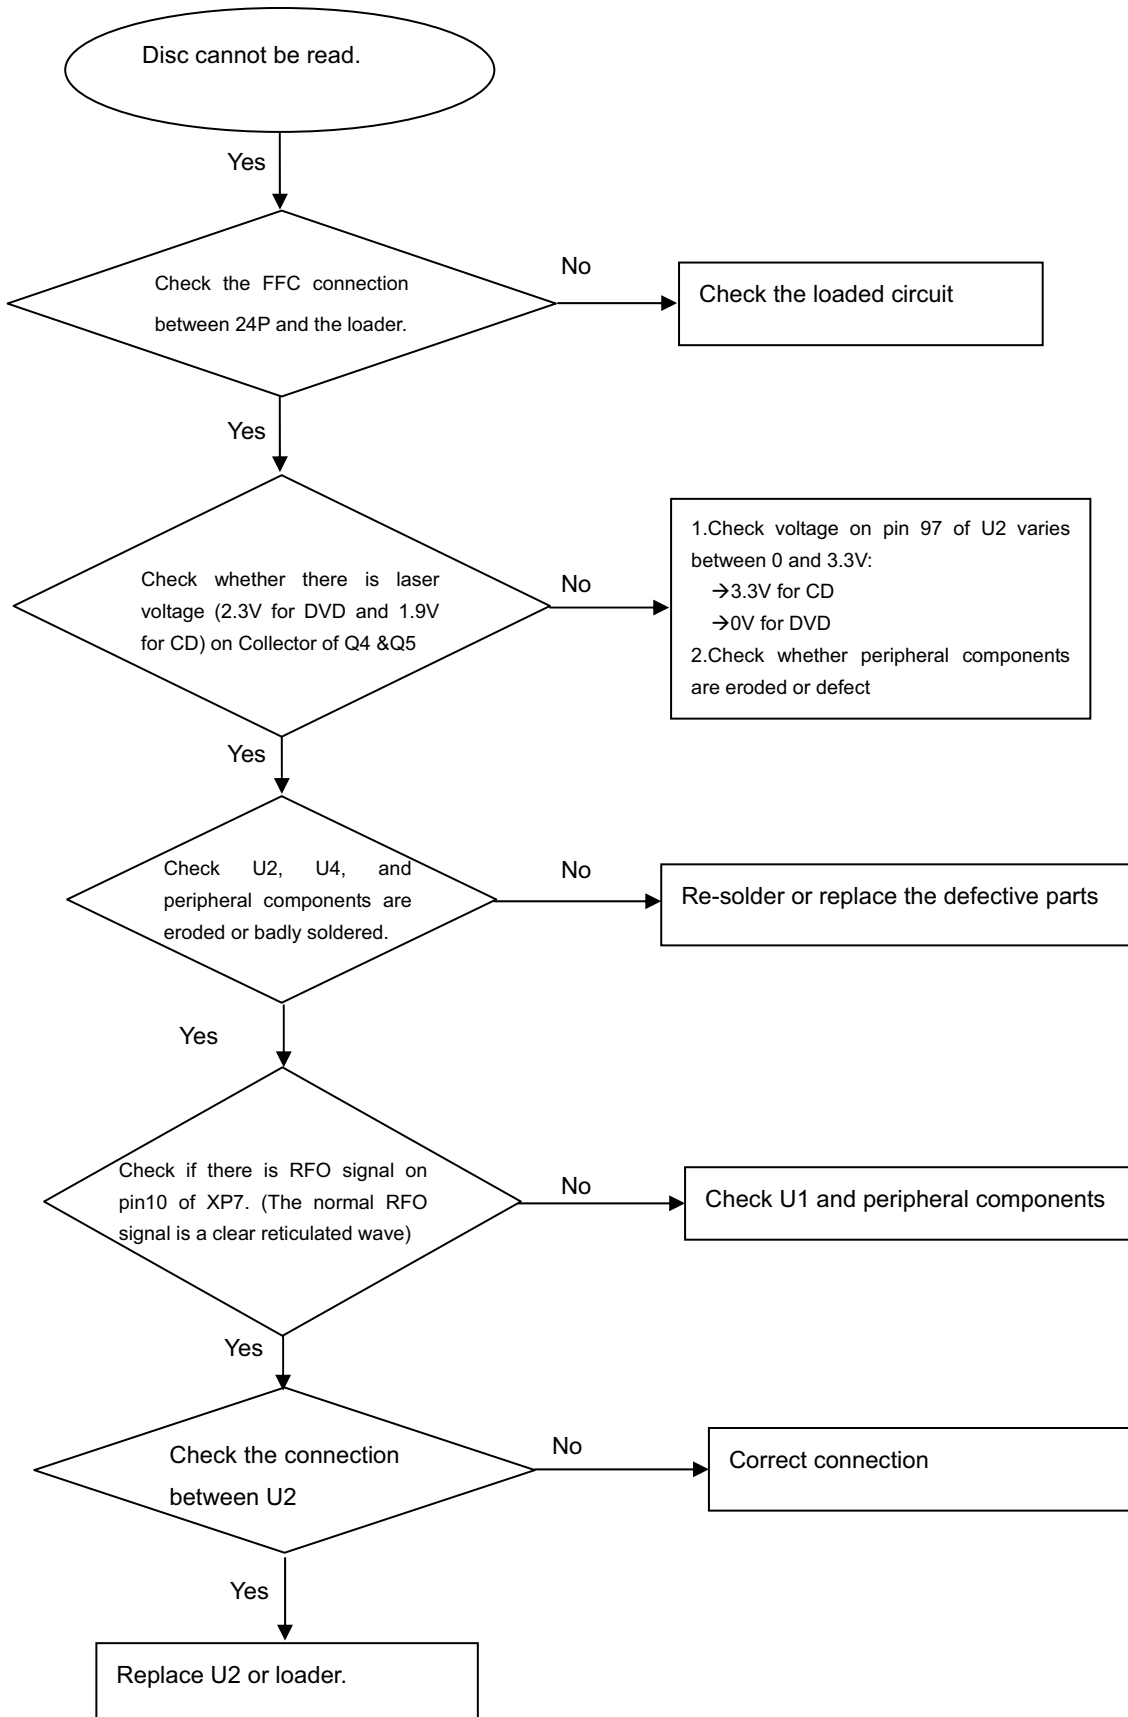 Disc cannot be read.
Yes
Check the FFC connection
between 24P and the loader.
No
Check the loaded circuit
Yes
Check whether there is laser
voltage (2.3V for DVD and 1.9V
for CD) on Collector of Q4 &Q5
No
1.Check voltage on pin 97 of U2 varies
between 0 and 3.3V:
→3.3V for CD
→0V for DVD
2.Check whether peripheral components
are eroded or defect
Yes
Check U2, U4, and
peripheral components are
eroded or badly soldered.
No
Re-solder or replace the defective parts
Yes
Check if there is RFO signal on
pin10 of XP7. (The normal RFO
signal is a clear reticulated wave)
No
Check U1 and peripheral components
Yes
Check the connection
between U2
No
Correct connection
Yes
Replace U2 or loader.